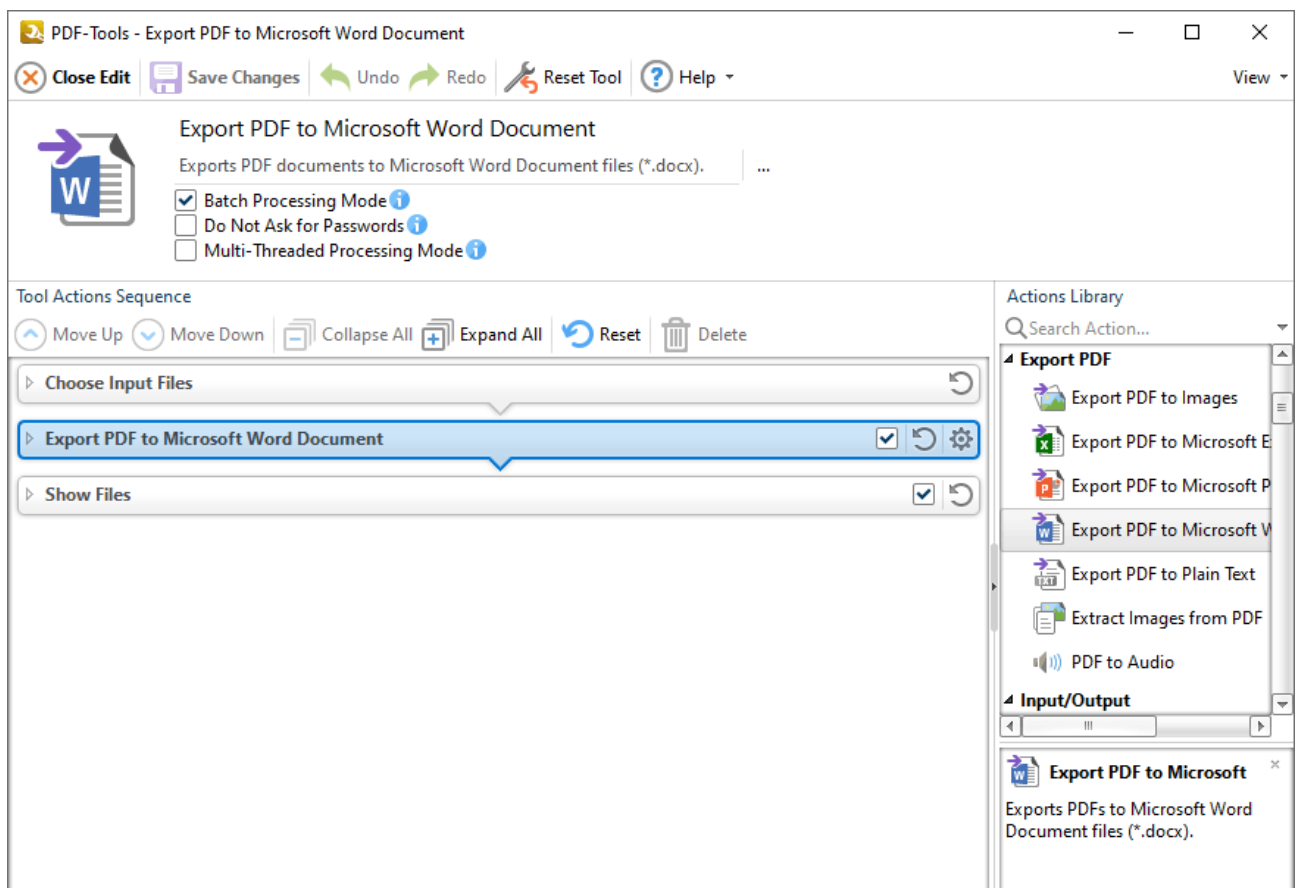 PDF-Tools - Export PDF to Microsoft Word Document
Close Edit Save Changes Undo Redo Reset Tool ? Help View
Export PDF to Microsoft Word Document
Exports PDF documents to Microsoft Word Document files (*.docx). ...
Batch Processing Mode
Do Not Ask for Passwords
Multi-Threaded Processing Mode
Tool Actions Sequence
Move Up Move Down Collapse All Expand All Reset Delete
Choose Input Files
Export PDF to Microsoft Word Document
Show Files
Actions Library
Search Action...
Export PDF
Export PDF to Images
Export PDF to Microsoft E
Export PDF to Microsoft P
Export PDF to Microsoft W
Export PDF to Plain Text
Extract Images from PDF
PDF to Audio
Input/Output
Export PDF to Microsoft
Exports PDFs to Microsoft Word
Document files (*.docx).